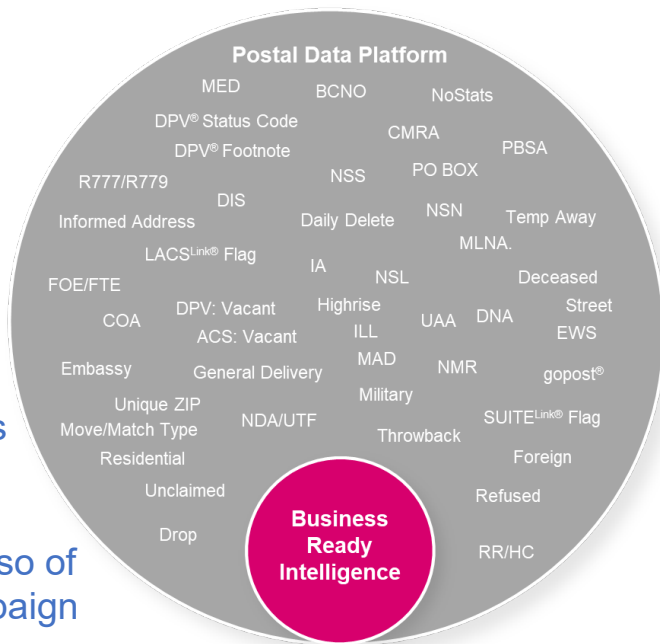 Postal Data Platform
MED
BCNO
NoStats
DPV® Status Code
CMRA
DPV® Footnote
PBSA
NSS
PO BOX
R777/R779
DIS
Informed Address
Daily Delete
NSN
Temp Away
LACSLink® Flag
MLNA.
IA
NSL
Deceased
FOE/FTE
DPV: Vacant
Highrise
Street
COA
UAA
DNA
ACS: Vacant
ILL
EWS
Embassy
General Delivery
MAD
NMR
gopost®
Military
Unique ZIP
NDA/UTF
SUITELink® Flag
s
Move/Match Type
Throwback
Residential
Foreign
Unclaimed
Refused
Business
Ready
Intelligence
Drop
RR/HC
so of
paign